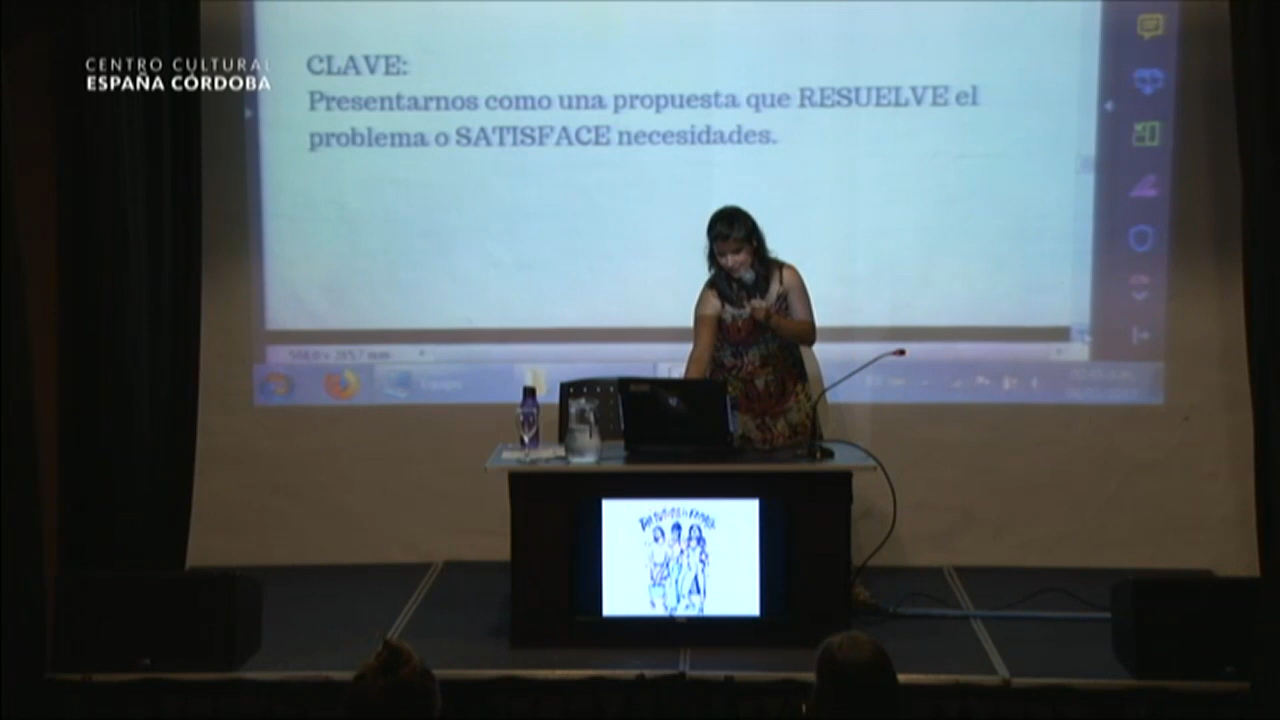 CENTRO CULTURAL
ESPAÑA CÓRDOBA
CLAVE:
Presentarnos como una propuesta que RESUELVE el
problema o SATISFACE necesidades.